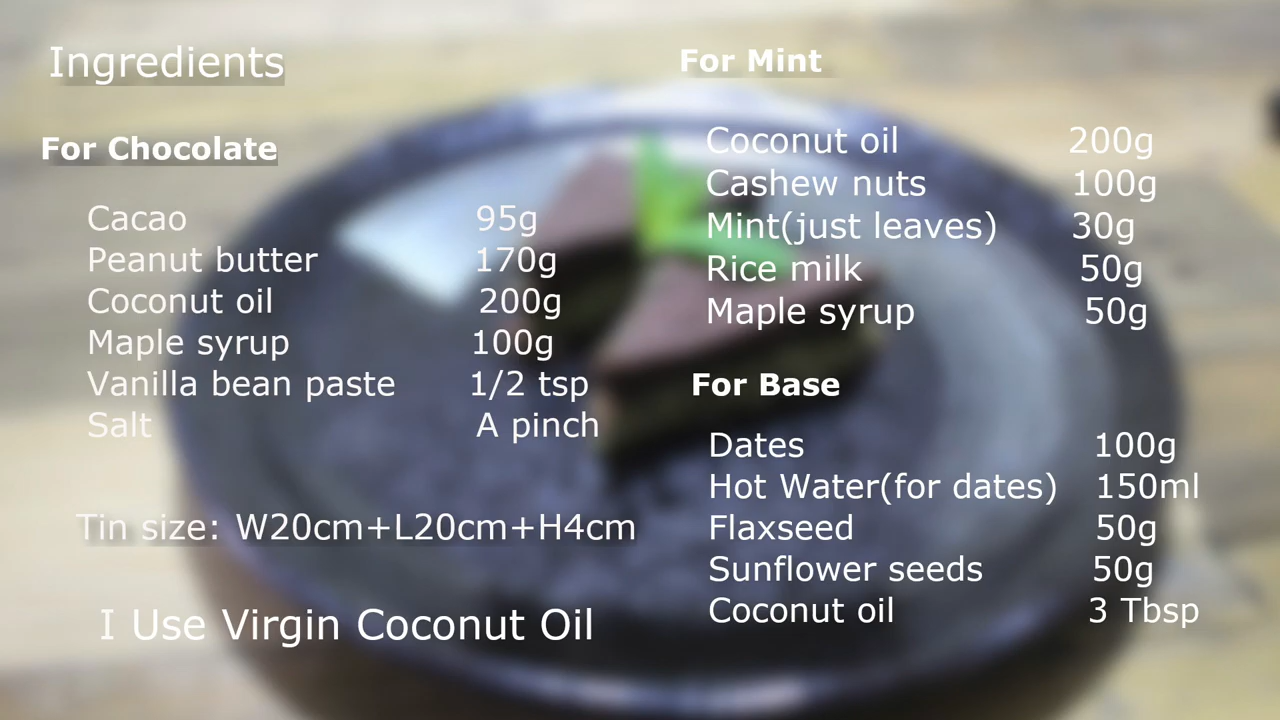 Ingredients
For Chocolate
Cacao 95g
Peanut butter 170g
Coconut oil 200g
Maple syrup 100g
Vanilla bean paste 1/2 tsp
Salt A pinch
Tin size: W20cm+L20cm+H4cm
I Use Virgin Coconut Oil
For Mint
Coconut oil 200g
Cashew nuts 100g
Mint(just leaves) 30g
Rice milk 50g
Maple syrup 50g
For Base
Dates 100g
Hot Water(for dates) 150ml
Flaxseed 50g
Sunflower seeds 50g
Coconut oil 3 Tbsp